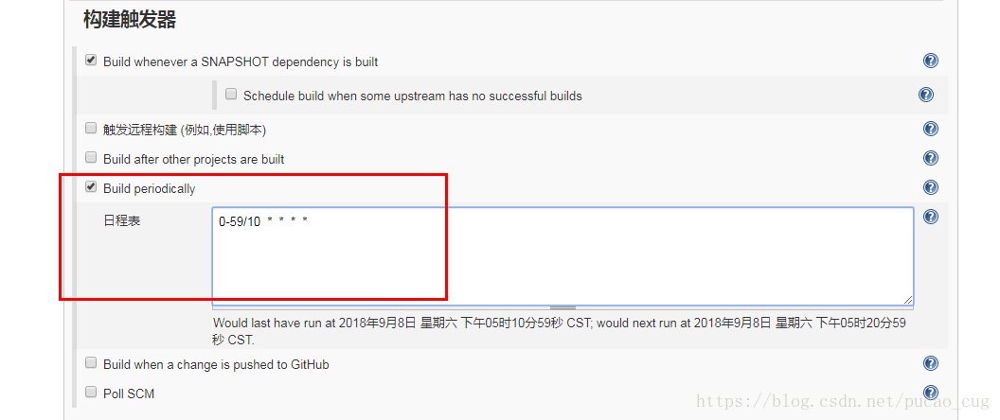 构建触发器
Build whenever a SNAPSHOT dependency is built
Schedule build when some upstream has no successful builds
触发远程构建 (例如,使用脚本)
Build after other projects are built
Build periodically
日程表
0-59/10 * * * *
Would last have run at 2018年9月8日 星期六 下午05时10分59秒 CST; would next run at 2018年9月8日 星期六 下午05时20分59
秒 CST.
Build when a change is pushed to GitHub
Poll SCM
https://blog.csdn.net/pucao_cug